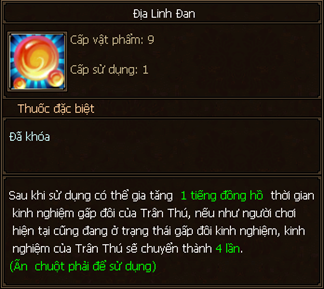 Địa Linh Đan
Cấp vật phẩm: 9
Cấp sử dụng: 1
Thuốc đặc biệt
Đã khóa
Sau khi sử dụng có thể gia tăng 1 tiếng đồng hồ thời gian
kinh nghiệm gấp đôi của Trân Thú, nếu như người chơi
hiện tại cũng đang ở trạng thái gấp đôi kinh nghiệm, kinh
nghiệm của Trân Thú sẽ chuyển thành 4 lần.
(Ấn chuột phải để sử dụng)